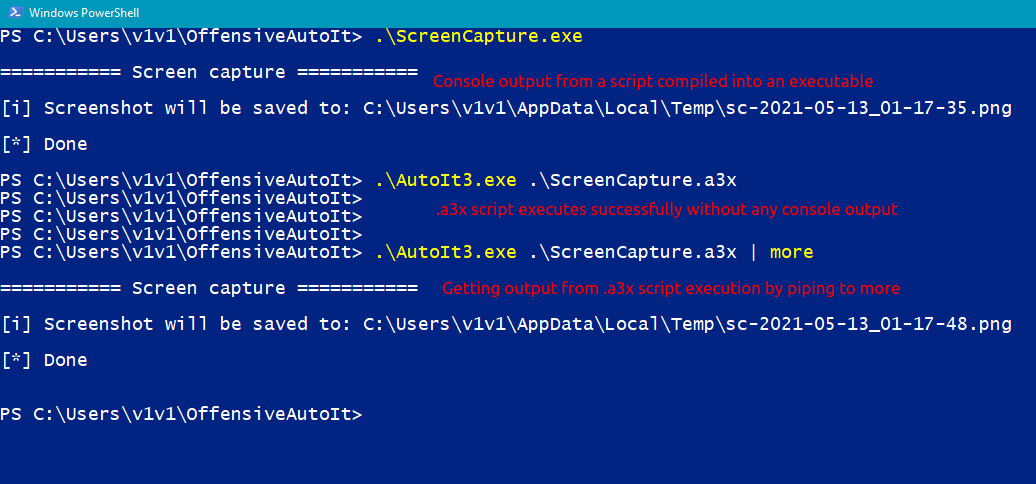 Windows PowerShell
PS C:\Users\v1v1\OffensiveAutoIt> .\ScreenCapture.exe
=========== Screen capture ===========
Console output from a script compiled into an executable
[i] Screenshot will be saved to: C:\Users\v1v1\AppData\Local\Temp\sc-2021-05-13_01-17-35.png
[*] Done
PS C:\Users\v1v1\OffensiveAutoIt> .\AutoIt3.exe .\ScreenCapture.a3x
PS C:\Users\v1v1\OffensiveAutoIt>
PS C:\Users\v1v1\OffensiveAutoIt>
.a3x script executes successfully without any console output
PS C:\Users\v1v1\OffensiveAutoIt>
PS C:\Users\v1v1\OffensiveAutoIt> .\AutoIt3.exe .\ScreenCapture.a3x | more
=========== Screen capture ===========
Getting output from .a3x script execution by piping to more
[i] Screenshot will be saved to: C:\Users\v1v1\AppData\Local\Temp\sc-2021-05-13_01-17-48.png
[*] Done
PS C:\Users\v1v1\OffensiveAutoIt>